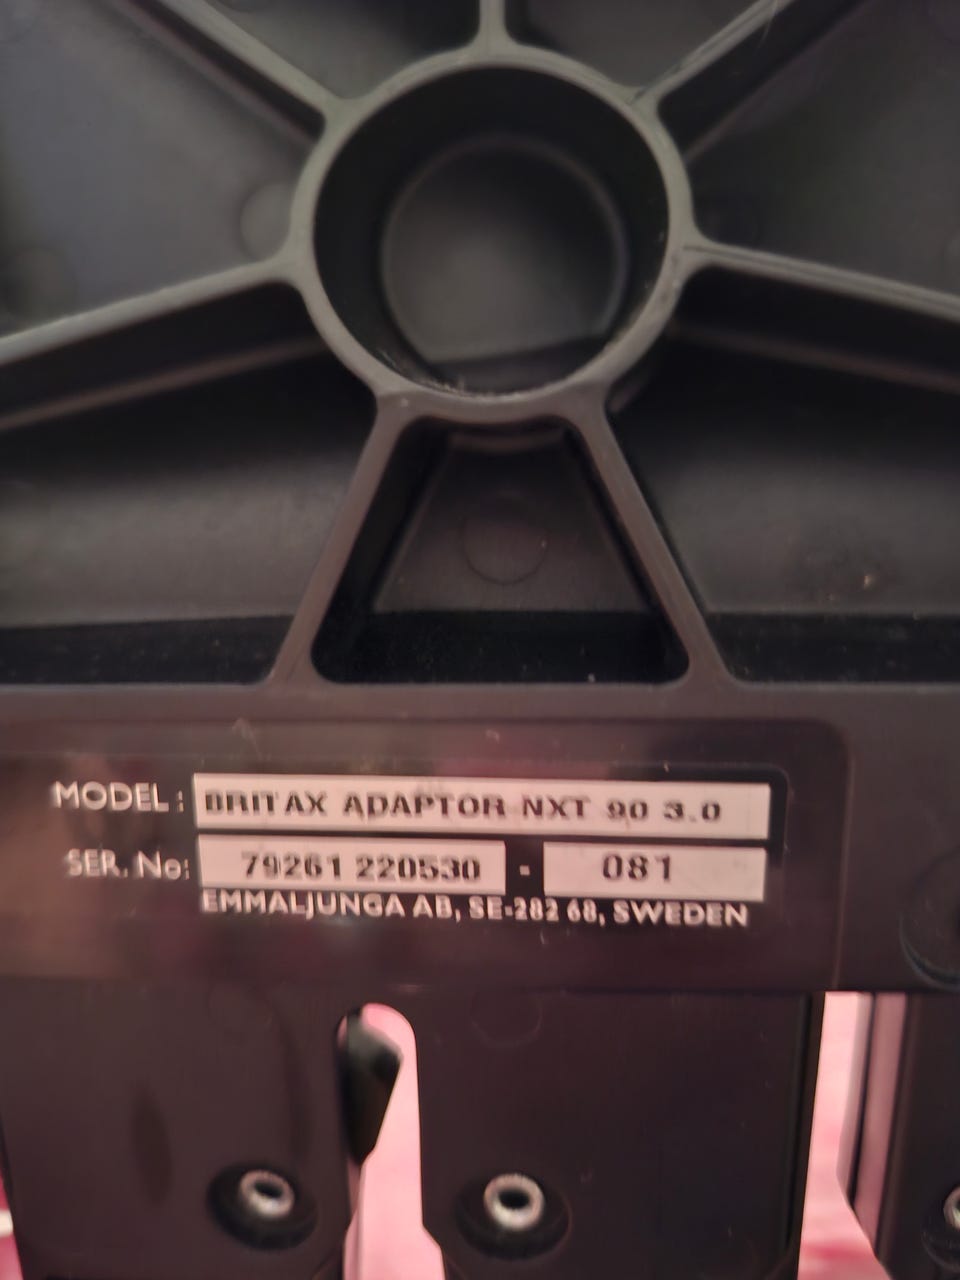 MODEL: BRITAX ADAPTOR NXT 90 3.0
SER. No: 79261 220530 - 081
EMMALJUNGA AB, SE-282 68, SWEDEN